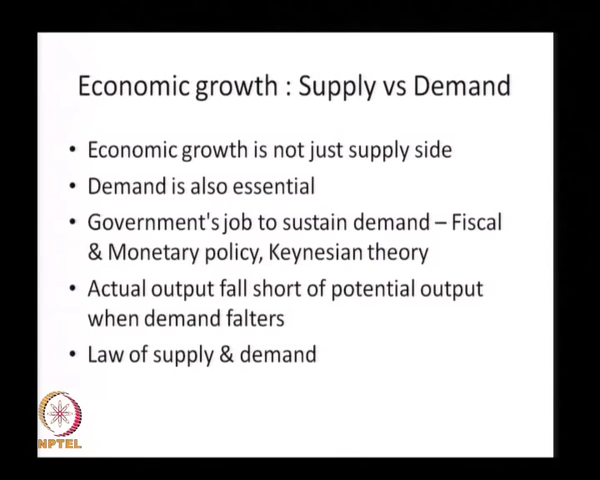 Economic growth : Supply vs Demand
• Economic growth is not just supply side
• Demand is also essential
• Government's job to sustain demand – Fiscal
& Monetary policy, Keynesian theory
• Actual output fall short of potential output
when demand falters
• Law of supply & demand
NPTEL